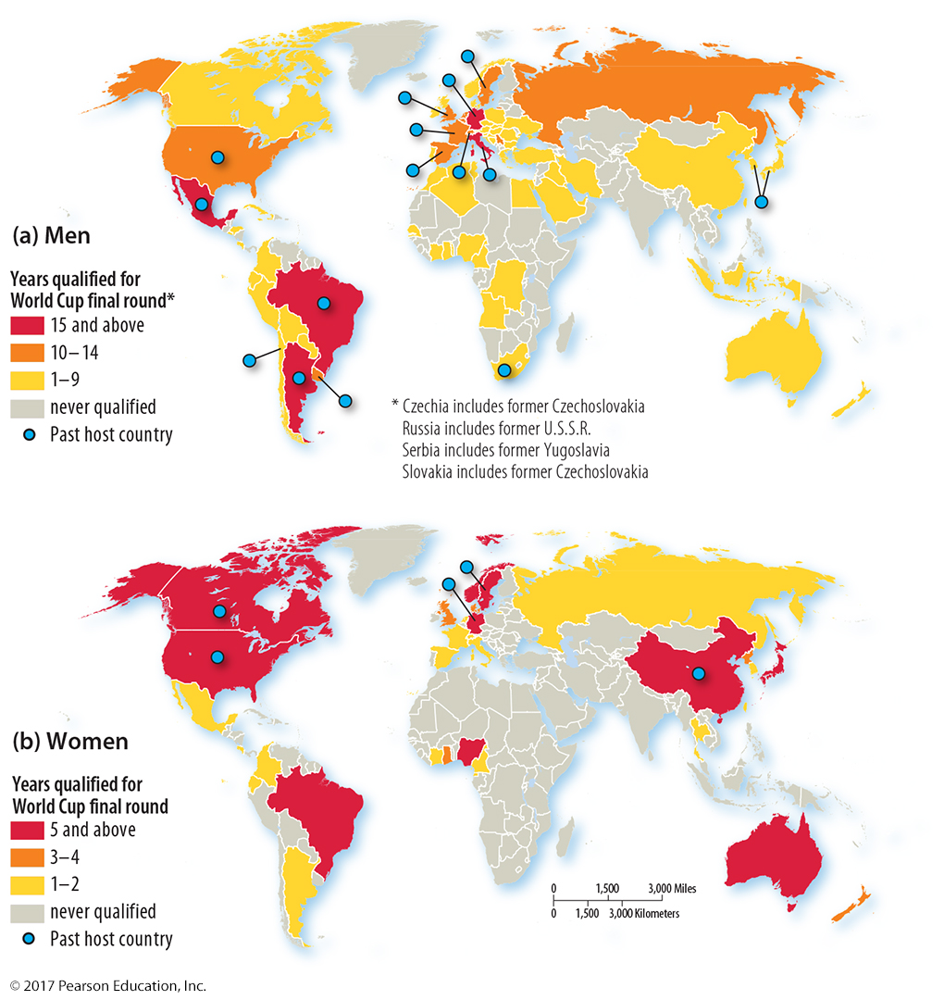 (a) Men
Years qualified for
World Cup final round*
15 and above
10–14
1–9
never qualified
Past host country
* Czechia includes former Czechoslovakia
Russia includes former U.S.S.R.
Serbia includes former Yugoslavia
Slovakia includes former Czechoslovakia
(b) Women
Years qualified for
World Cup final round
5 and above
3–4
1–2
never qualified
Past host country
0 1,500 3,000 Miles
0 1,500 3,000 Kilometers
© 2017 Pearson Education, Inc.